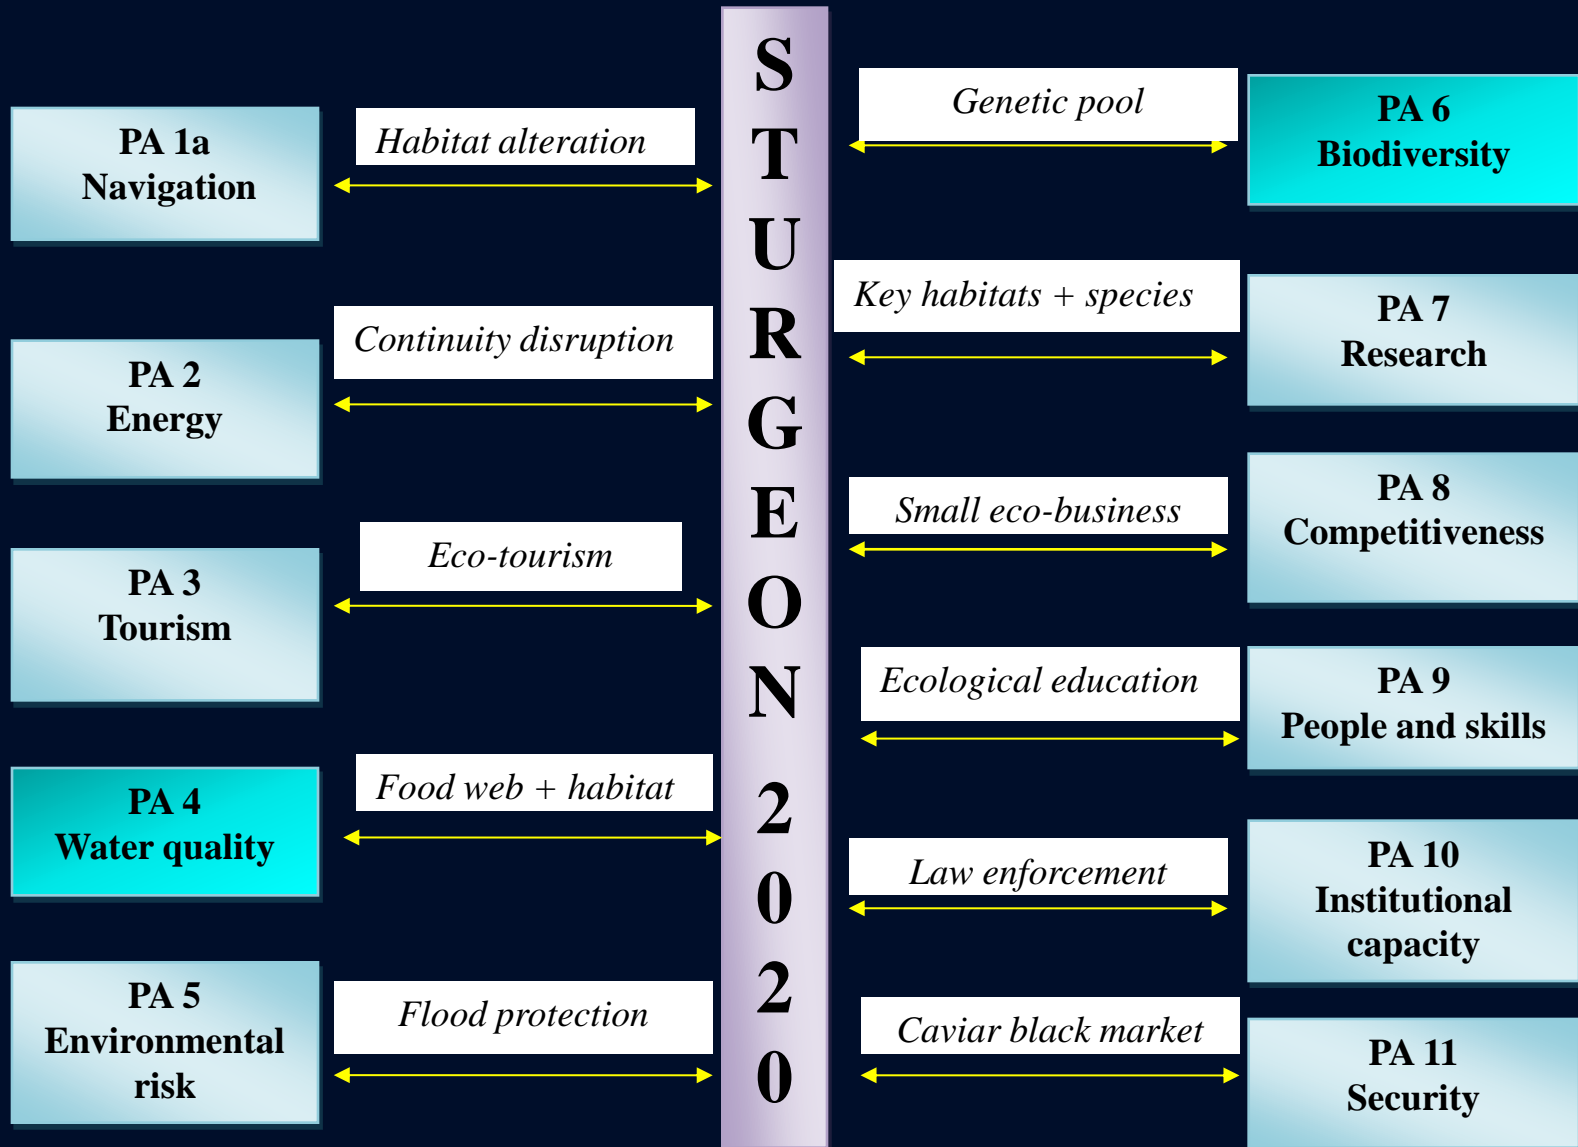 PA 1a
Navigation
Habitat alteration
PA 2
Energy
Continuity disruption
PA 3
Tourism
Eco-tourism
PA 4
Water quality
Food web + habitat
PA 5
Environmental
risk
Flood protection
S
T
U
R
G
E
O
N
2
0
2
0
Genetic pool
PA 6
Biodiversity
Key habitats + species
PA 7
Research
Small eco-business
PA 8
Competitiveness
Ecological education
PA 9
People and skills
Law enforcement
PA 10
Institutional
capacity
Caviar black market
PA 11
Security